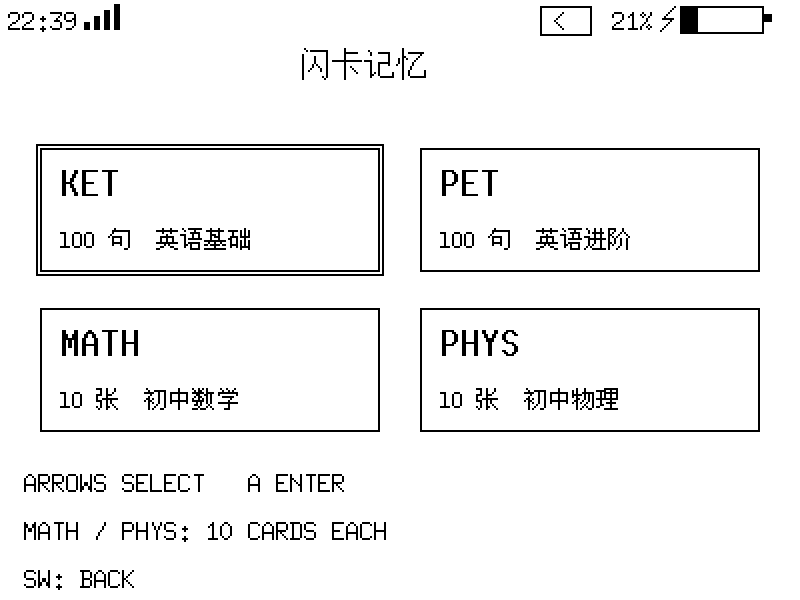 22:39
< 21%
闪卡记忆
KET
100 句 英语基础
PET
100 句 英语进阶
MATH
10 张 初中数学
PHYS
10 张 初中物理
ARROWS SELECT A ENTER
MATH / PHYS: 10 CARDS EACH
SW: BACK